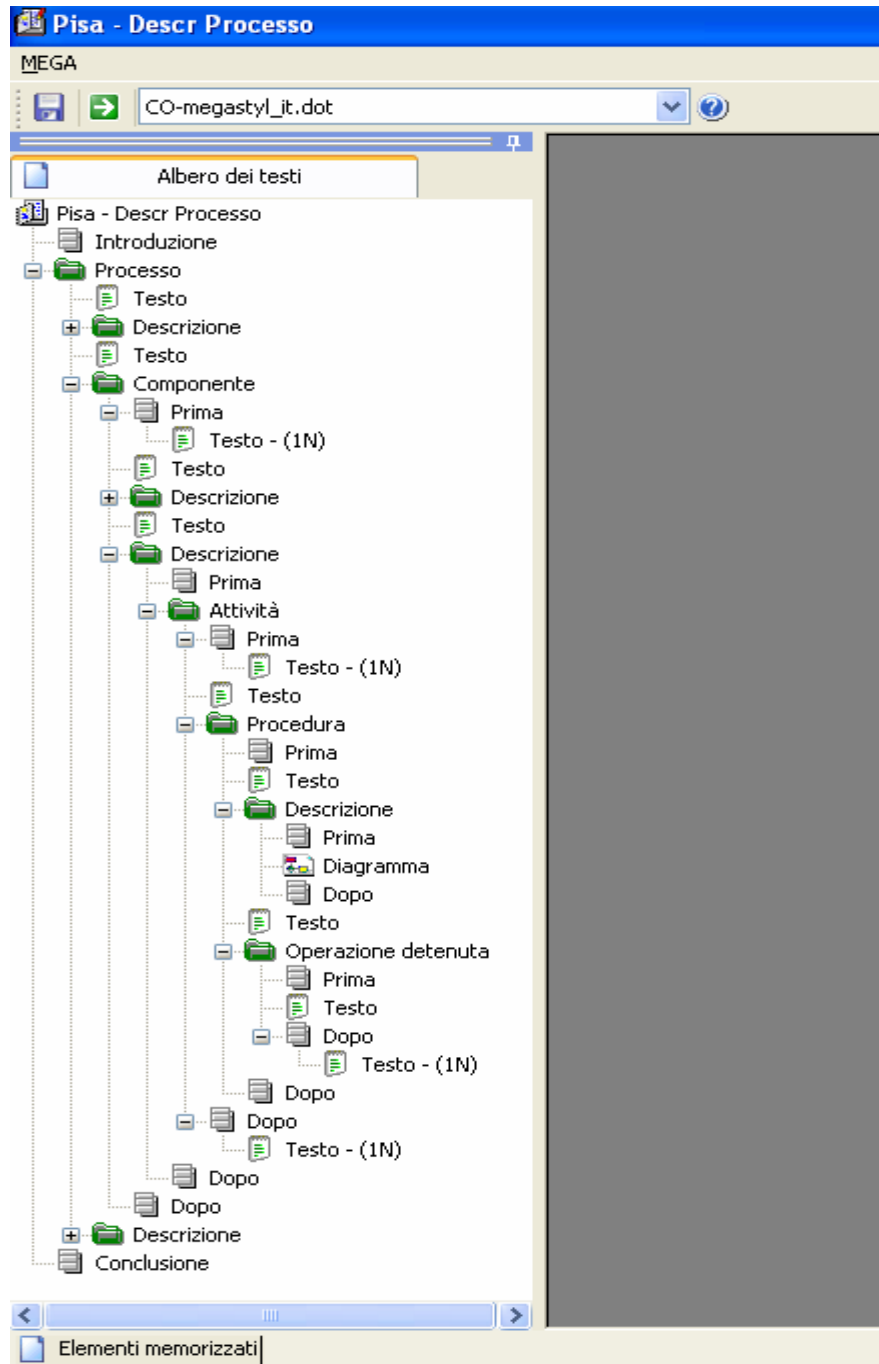 Pisa - Descr Processo
MEGA
CO-megastyl_it.dot
Albero dei testi
Pisa - Descr Processo
Introduzione
Processo
Testo
Descrizione
Testo
Componente
Prima
Testo - (1N)
Testo
Descrizione
Testo
Descrizione
Prima
Attività
Prima
Testo - (1N)
Testo
Procedura
Prima
Testo
Descrizione
Prima
Diagramma
Dopo
Testo
Operazione detenuta
Prima
Testo
Dopo
Testo - (1N)
Dopo
Dopo
Testo - (1N)
Dopo
Dopo
Descrizione
Conclusione
Elementi memorizzati